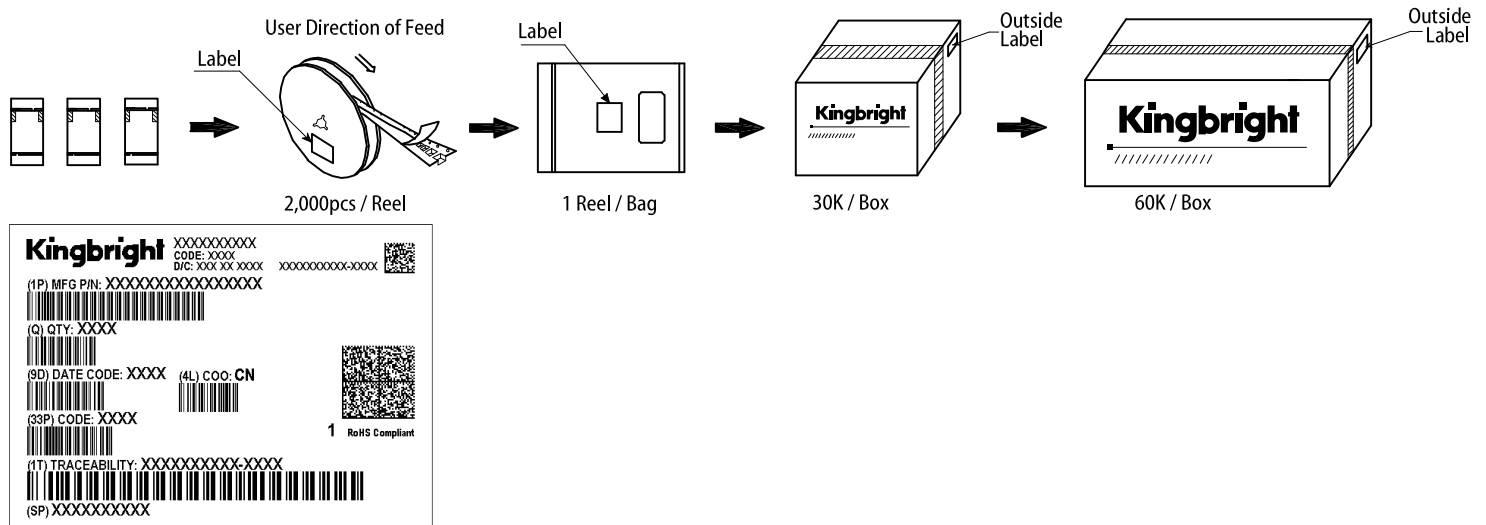 User Direction of Feed
Label
2,000pcs / Reel
Label
1 Reel / Bag
Outside
Label
Kingbright
30K / Box
Outside
Label
Kingbright
60K / Box
Kingbright
XXXXXXXXXX
CODE: XXXX
D/C: XXX XX XXXX XXXXXXXXXX-XXXX
(1P) MFG P/N: XXXXXXXXXXXXXXXX
(Q) QTY: XXXX
(9D) DATE CODE: XXXX (4L) COO: CN
(33P) CODE: XXXX
1 RoHS Compliant
(1T) TRACEABILITY: XXXXXXXXXX-XXXX
(SP) XXXXXXXXXX